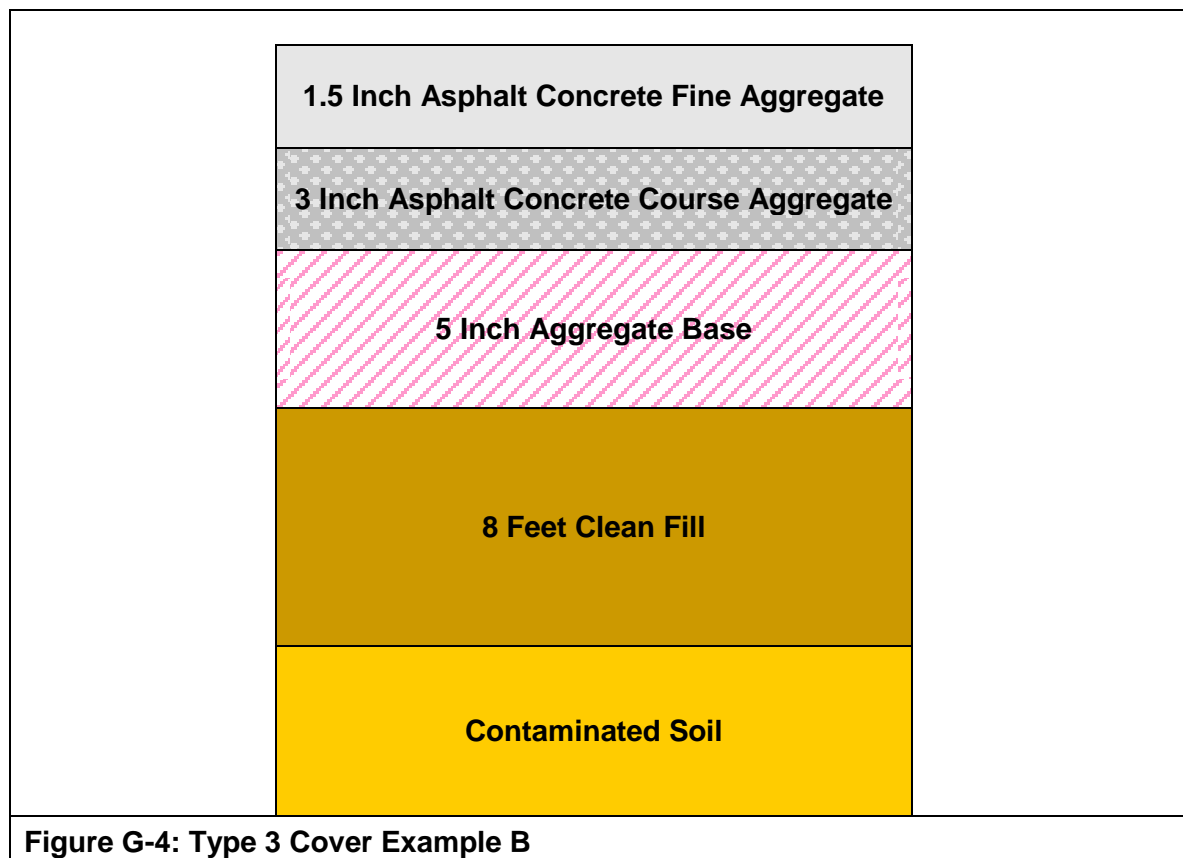 1.5 Inch Asphalt Concrete Fine Aggregate
3 Inch Asphalt Concrete Course Aggregate
5 Inch Aggregate Base
8 Feet Clean Fill
Contaminated Soil
Figure G-4: Type 3 Cover Example B